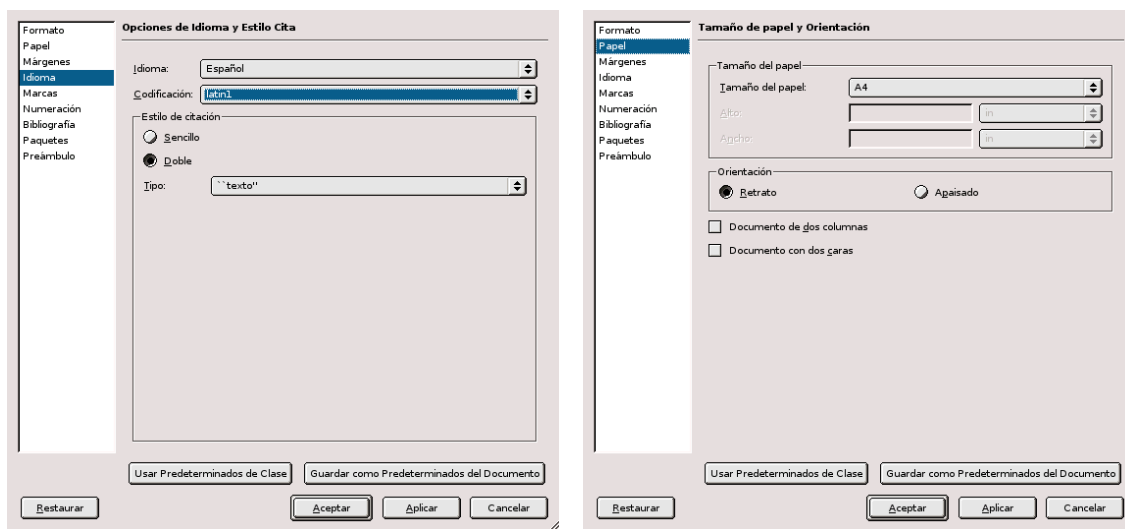 Formato
Papel
Márgenes
Idioma
Marcas
Numeración
Bibliografía
Paquetes
Preámbulo
Opciones de Idioma y Estilo Cita
Idioma: Español
Codificación: latin1
Estilo de citación
Sencillo
Doble
Tipo: ``texto''
Usar Predeterminados de Clase Guardar como Predeterminados del Documento
Restaurar Aceptar Aplicar Cancelar
Formato
Papel
Márgenes
Idioma
Marcas
Numeración
Bibliografía
Paquetes
Preámbulo
Tamaño de papel y Orientación
Tamaño del papel
Tamaño del papel: A4
Alto: in
Ancho: in
Orientación
Retrato Apaisado
Documento de dos columnas
Documento con dos caras
Usar Predeterminados de Clase Guardar como Predeterminados del Documento
Restaurar Aceptar Aplicar Cancelar